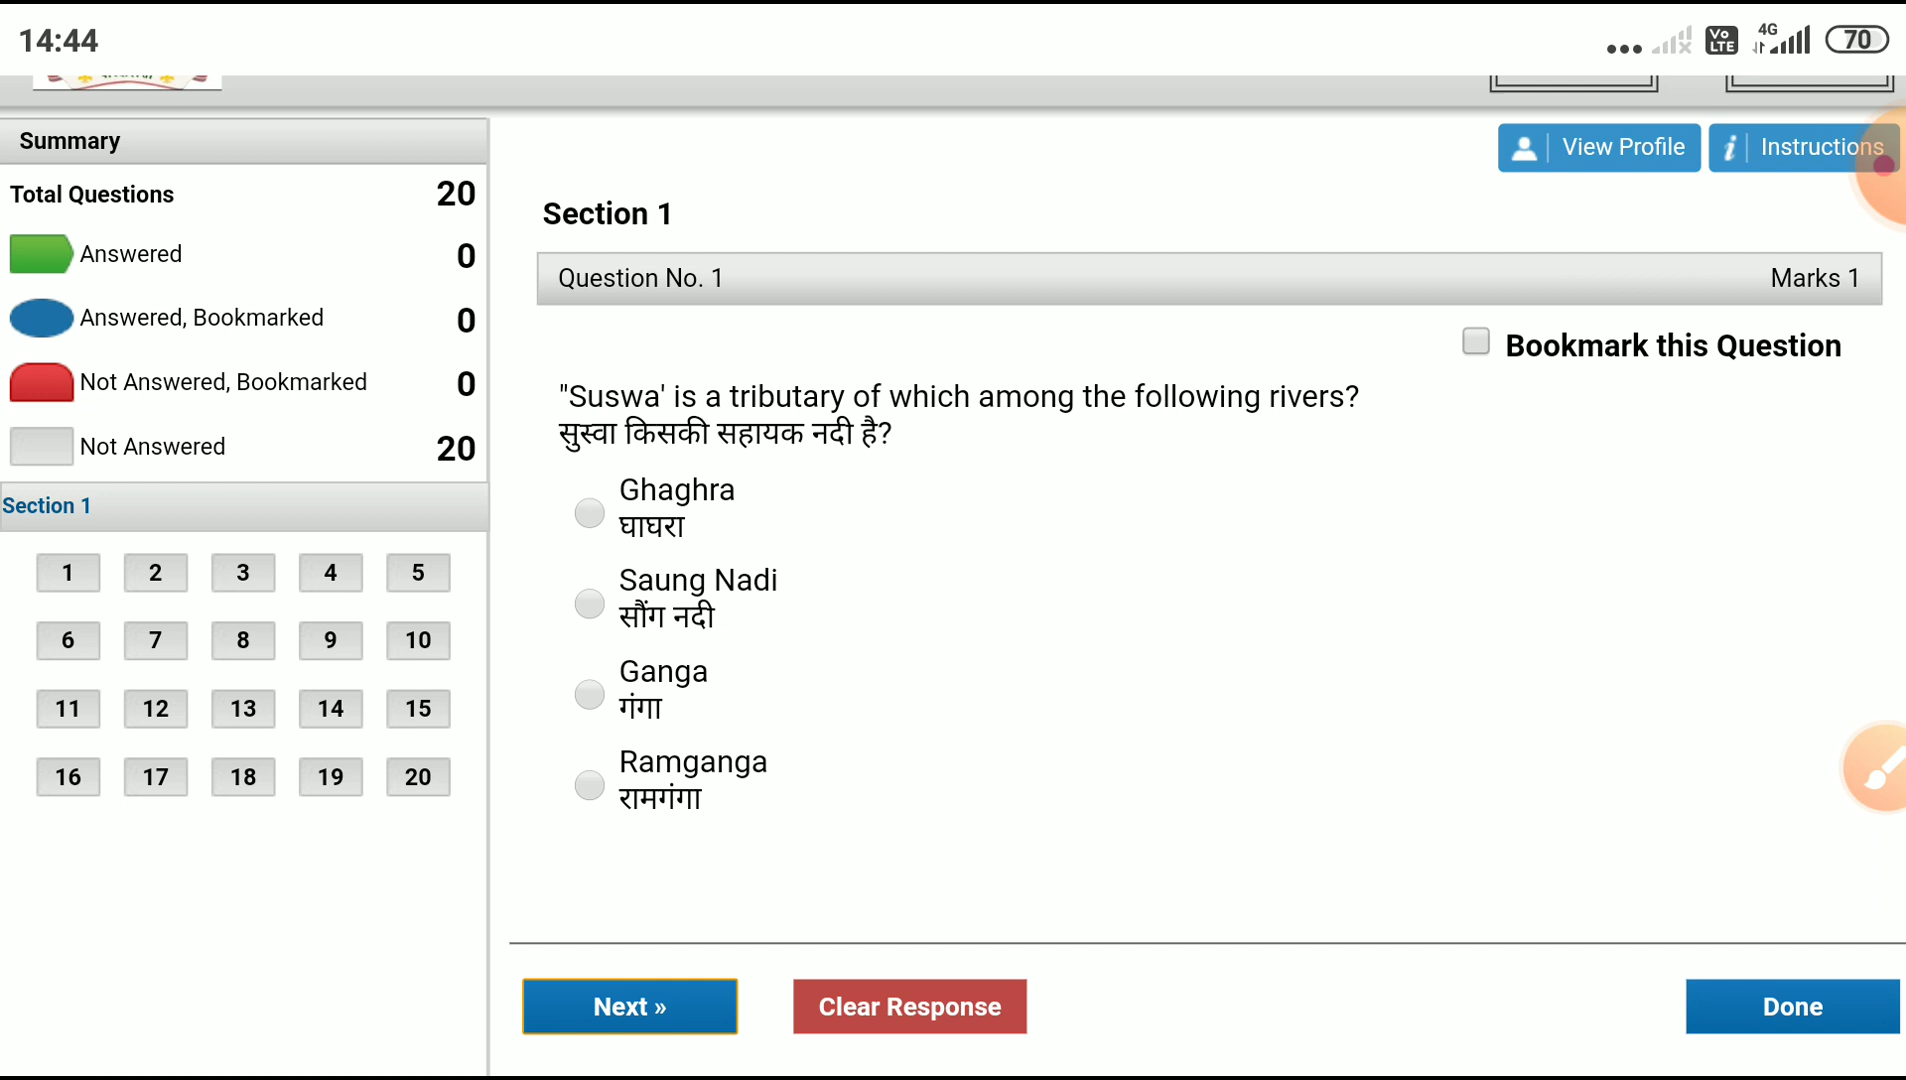 14:44
4G
Vo LTE
70
Summary
View Profile
Instructions
Total Questions 20
Section 1
Answered 0
Question No. 1 Marks 1
Answered, Bookmarked 0
Bookmark this Question
Not Answered, Bookmarked 0
"Suswa' is a tributary of which among the following rivers?
सुस्वा किसकी सहायक नदी है?
Not Answered 20
Section 1
Ghaghra
घाघरा
Saung Nadi
सौंग नदी
Ganga
गंगा
Ramganga
रामगंगा
1 2 3 4 5
6 7 8 9 10
11 12 13 14 15
16 17 18 19 20
Next »
Clear Response
Done